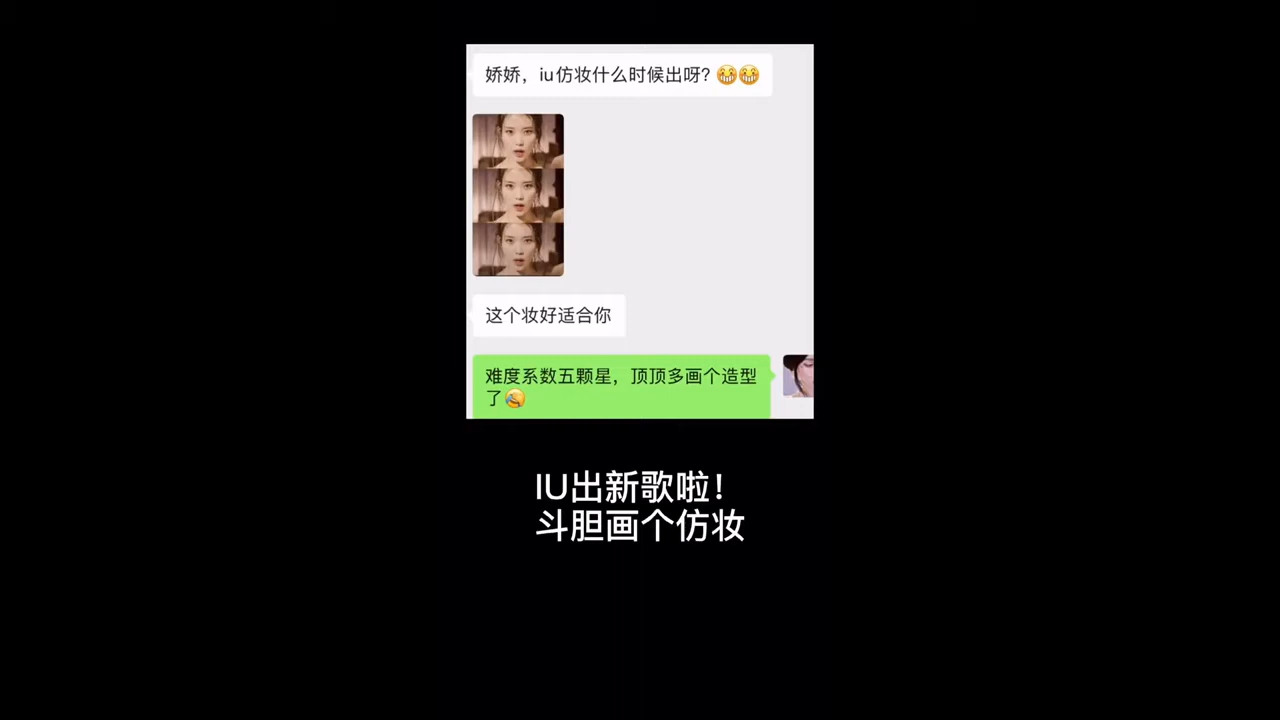 娇娇，iu仿妆什么时候出呀？😁😁
这个妆好适合你
难度系数五颗星，顶顶多画个造型
了🤣
IU出新歌啦！
斗胆画个仿妆